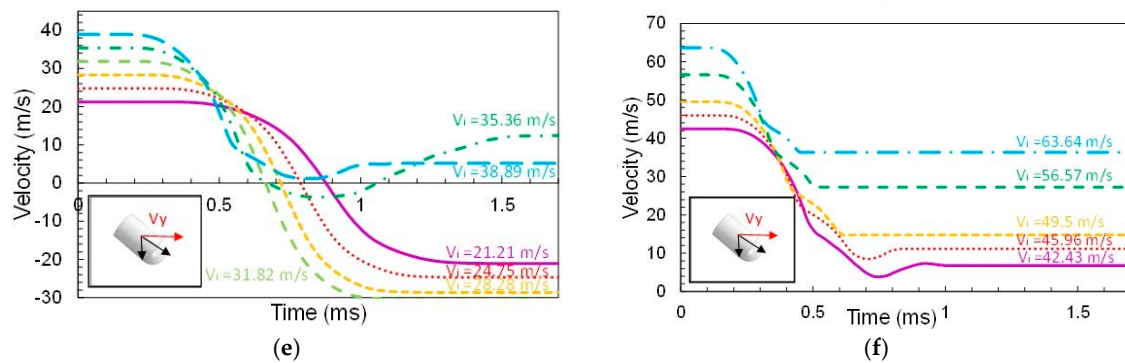 45
40
30
20
10
0
-10
-20
-30
Velocity (m/s)
0
0.5
1
1.5
Time (ms)
Vi =35.36 m/s
Vi =38.89 m/s
Vi =21.21 m/s
Vi =24.75 m/s
Vi =28.28 m/s
Vi =31.82 m/s
Vy
(e)
70
60
50
40
30
20
10
0
Velocity (m/s)
0
0.5
1
1.5
Time (ms)
Vi =63.64 m/s
Vi =56.57 m/s
Vi =49.5 m/s
Vi =45.96 m/s
Vi =42.43 m/s
Vy
(f)